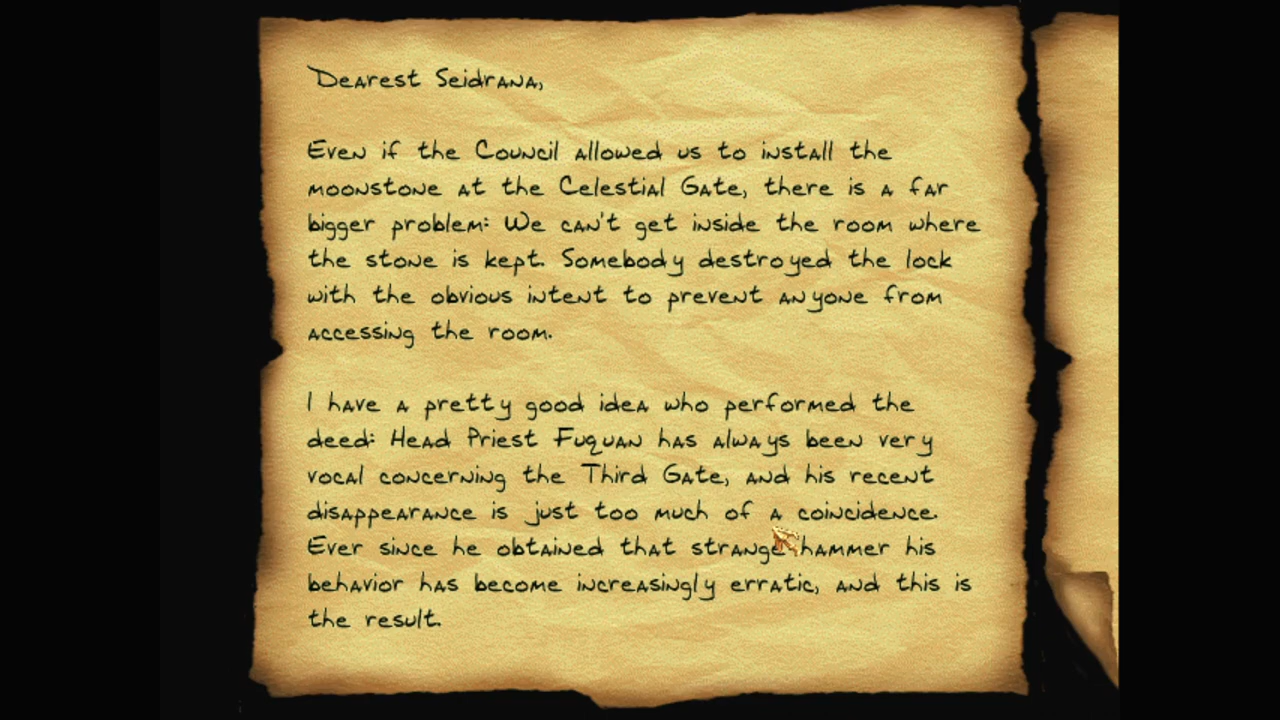 Dearest Seidrana,
Even if the Council allowed us to install the
moonstone at the Celestial Gate, there is a far
bigger problem: We can't get inside the room where
the stone is kept. Somebody destroyed the lock
with the obvious intent to prevent anyone from
accessing the room.
I have a pretty good idea who performed the
deed: Head Priest Fuquan has always been very
vocal concerning the Third Gate, and his recent
disappearance is just too much of a coincidence.
Ever since he obtained that strange hammer his
behavior has become increasingly erratic, and this is
the result.